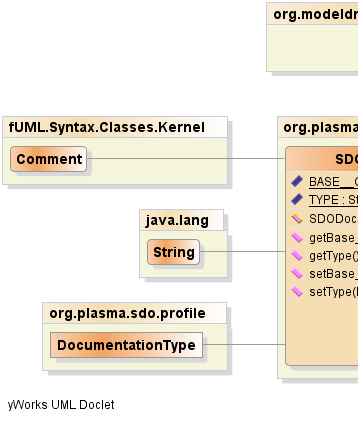 org.modeldr
fUML.Syntax.Classes.Kernel
Comment
org.plasma
SDO
BASE__C
TYPE : St
SDODoc
getBase_
getType()
setBase_
setType(I
java.lang
String
org.plasma.sdo.profile
DocumentationType
yWorks UML Doclet